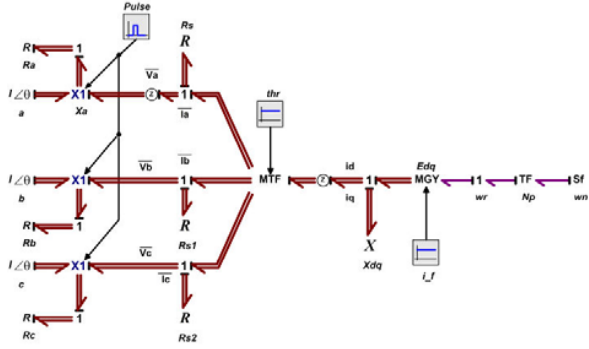 Pulse
Rs
R
R 1
Ra
Va
I∠θ X1 z 1
a Xa Ia
thr
Vb Ib id Edq
I∠θ X1 1 MTF z 1 MGY 1 TF Sf
b iq wr Np wn
R 1 R X
Rb Rs1 Xdq
Vc
I∠θ X1 1
c Ic
i_f
R 1 R
Rc Rs2